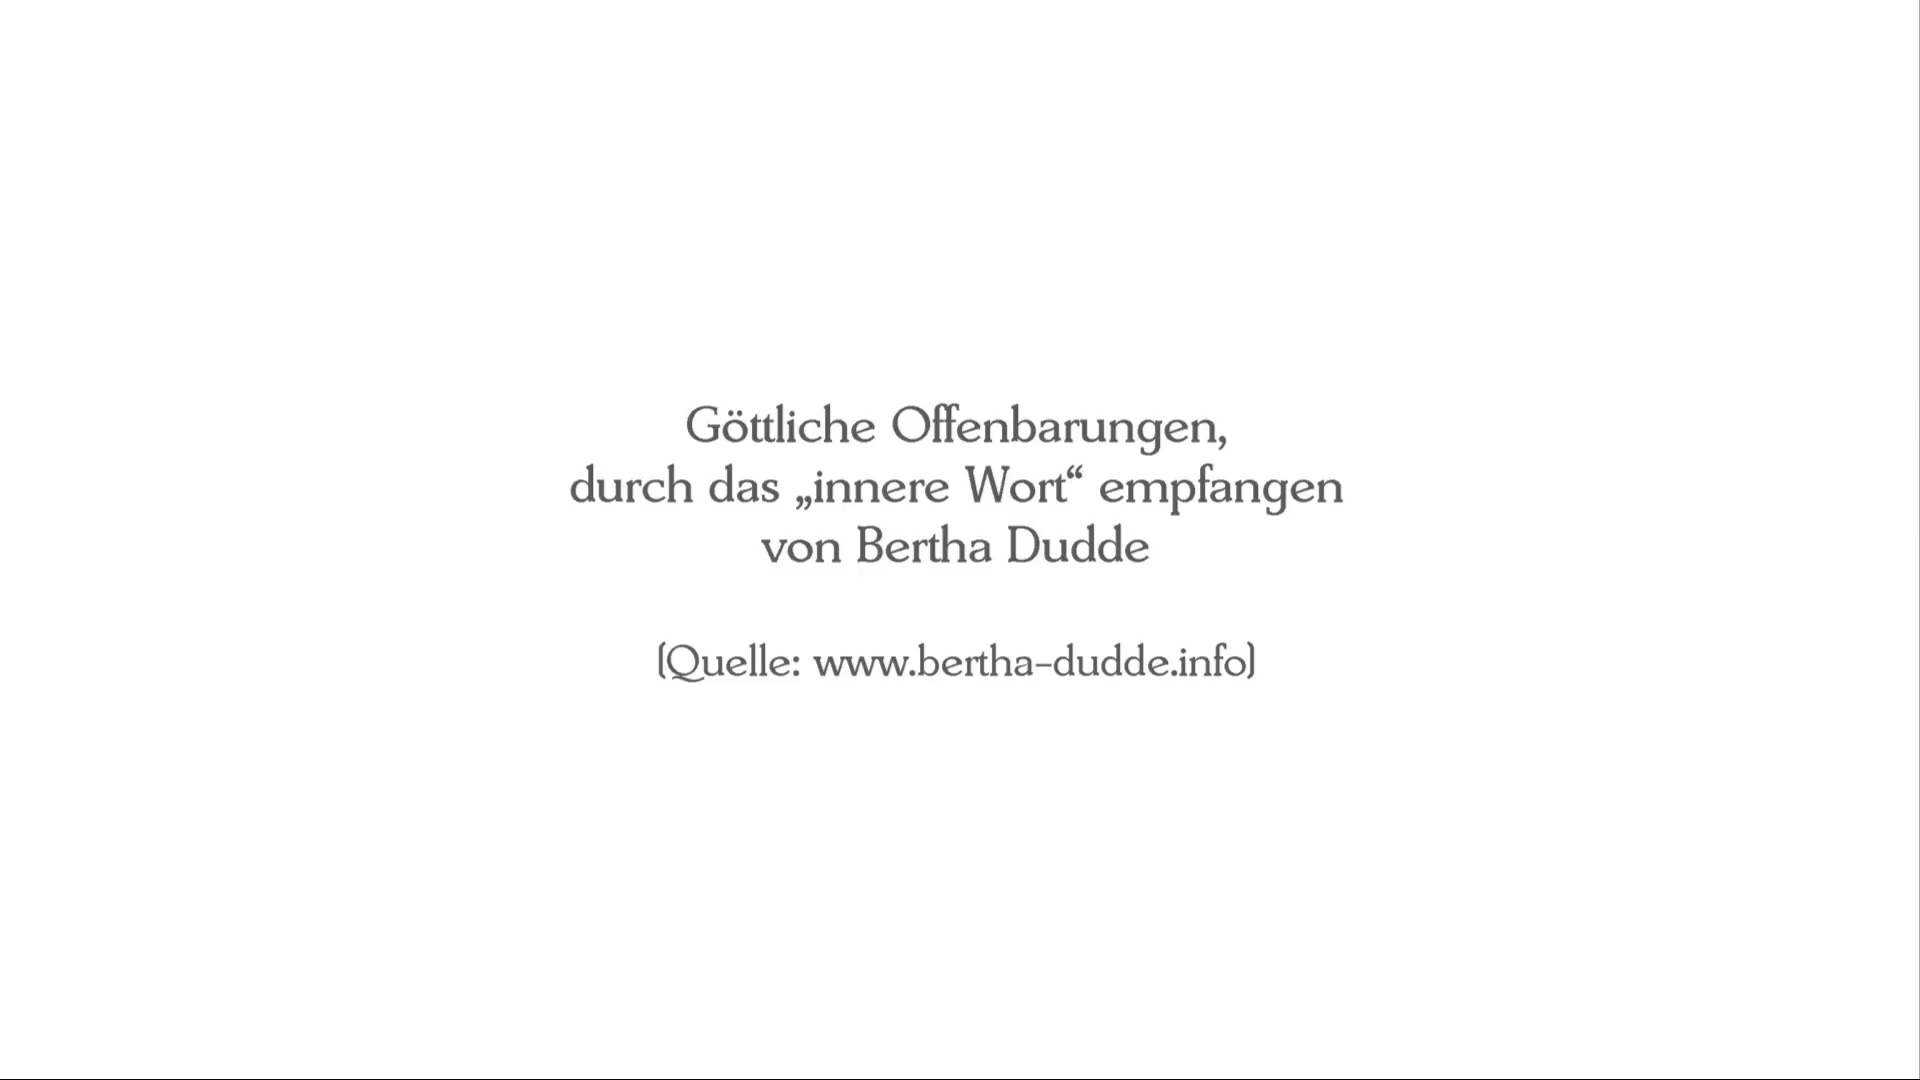 Göttliche Offenbarungen,
durch das „innere Wort“ empfangen
von Bertha Dudde
(Quelle: www.bertha-dudde.info)